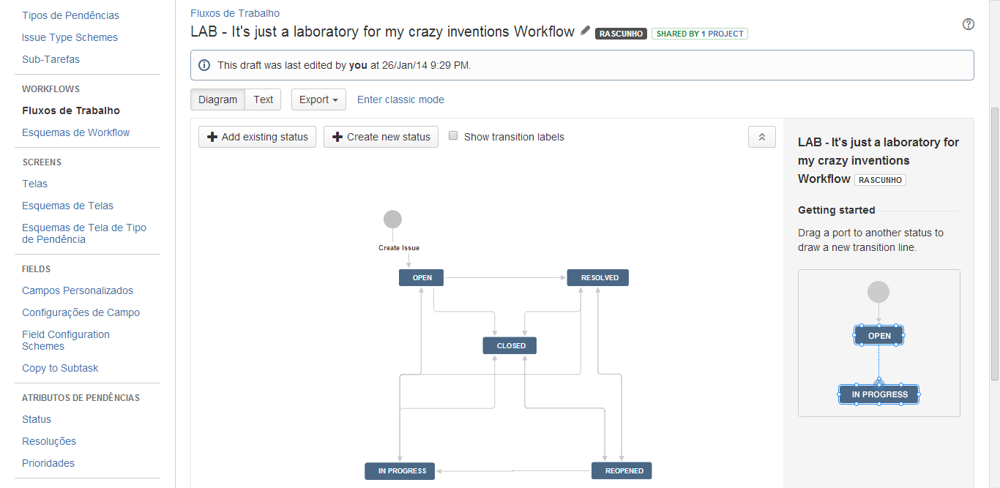 Tipos de Pendências
Issue Type Schemes
Sub-Tarefas
WORKFLOWS
Fluxos de Trabalho
Esquemas de Workflow
SCREENS
Telas
Esquemas de Telas
Esquemas de Tela de Tipo
de Pendência
FIELDS
Campos Personalizados
Configurações de Campo
Field Configuration
Schemes
Copy to Subtask
ATRIBUTOS DE PENDÊNCIAS
Status
Resoluções
Prioridades
Fluxos de Trabalho
LAB - It's just a laboratory for my crazy inventions Workflow RASCUNHO SHARED BY 1 PROJECT
This draft was last edited by you at 26/Jan/14 9:29 PM.
Diagram Text Export Enter classic mode
Add existing status Create new status Show transition labels
Create Issue
OPEN RESOLVED
CLOSED
IN PROGRESS REOPENED
LAB - It's just a laboratory for
my crazy inventions
Workflow RASCUNHO
Getting started
Drag a port to another status to
draw a new transition line.
OPEN
IN PROGRESS